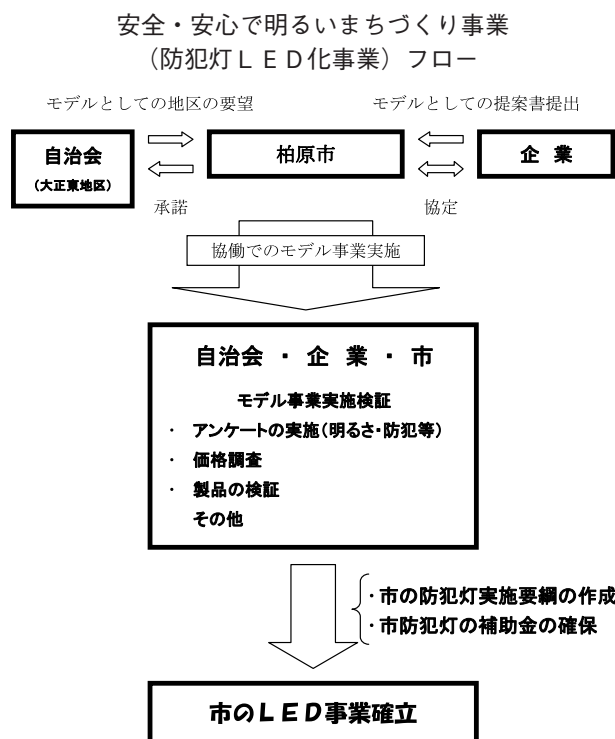 安全・安心で明るいまちづくり事業
（防犯灯ＬＥＤ化事業）フロー
モデルとしての地区の要望
モデルとしての提案書提出
自治会
（大正東地区）
柏原市
企　業
承諾
協定
協働でのモデル事業実施
自治会 ・ 企 業 ・ 市
モデル事業実施検証
・ アンケートの実施（明るさ・防犯等）
・ 価格調査
・ 製品の検証
その他
・市の防犯灯実施要綱の作成
・市防犯灯の補助金の確保
市のＬＥＤ事業確立